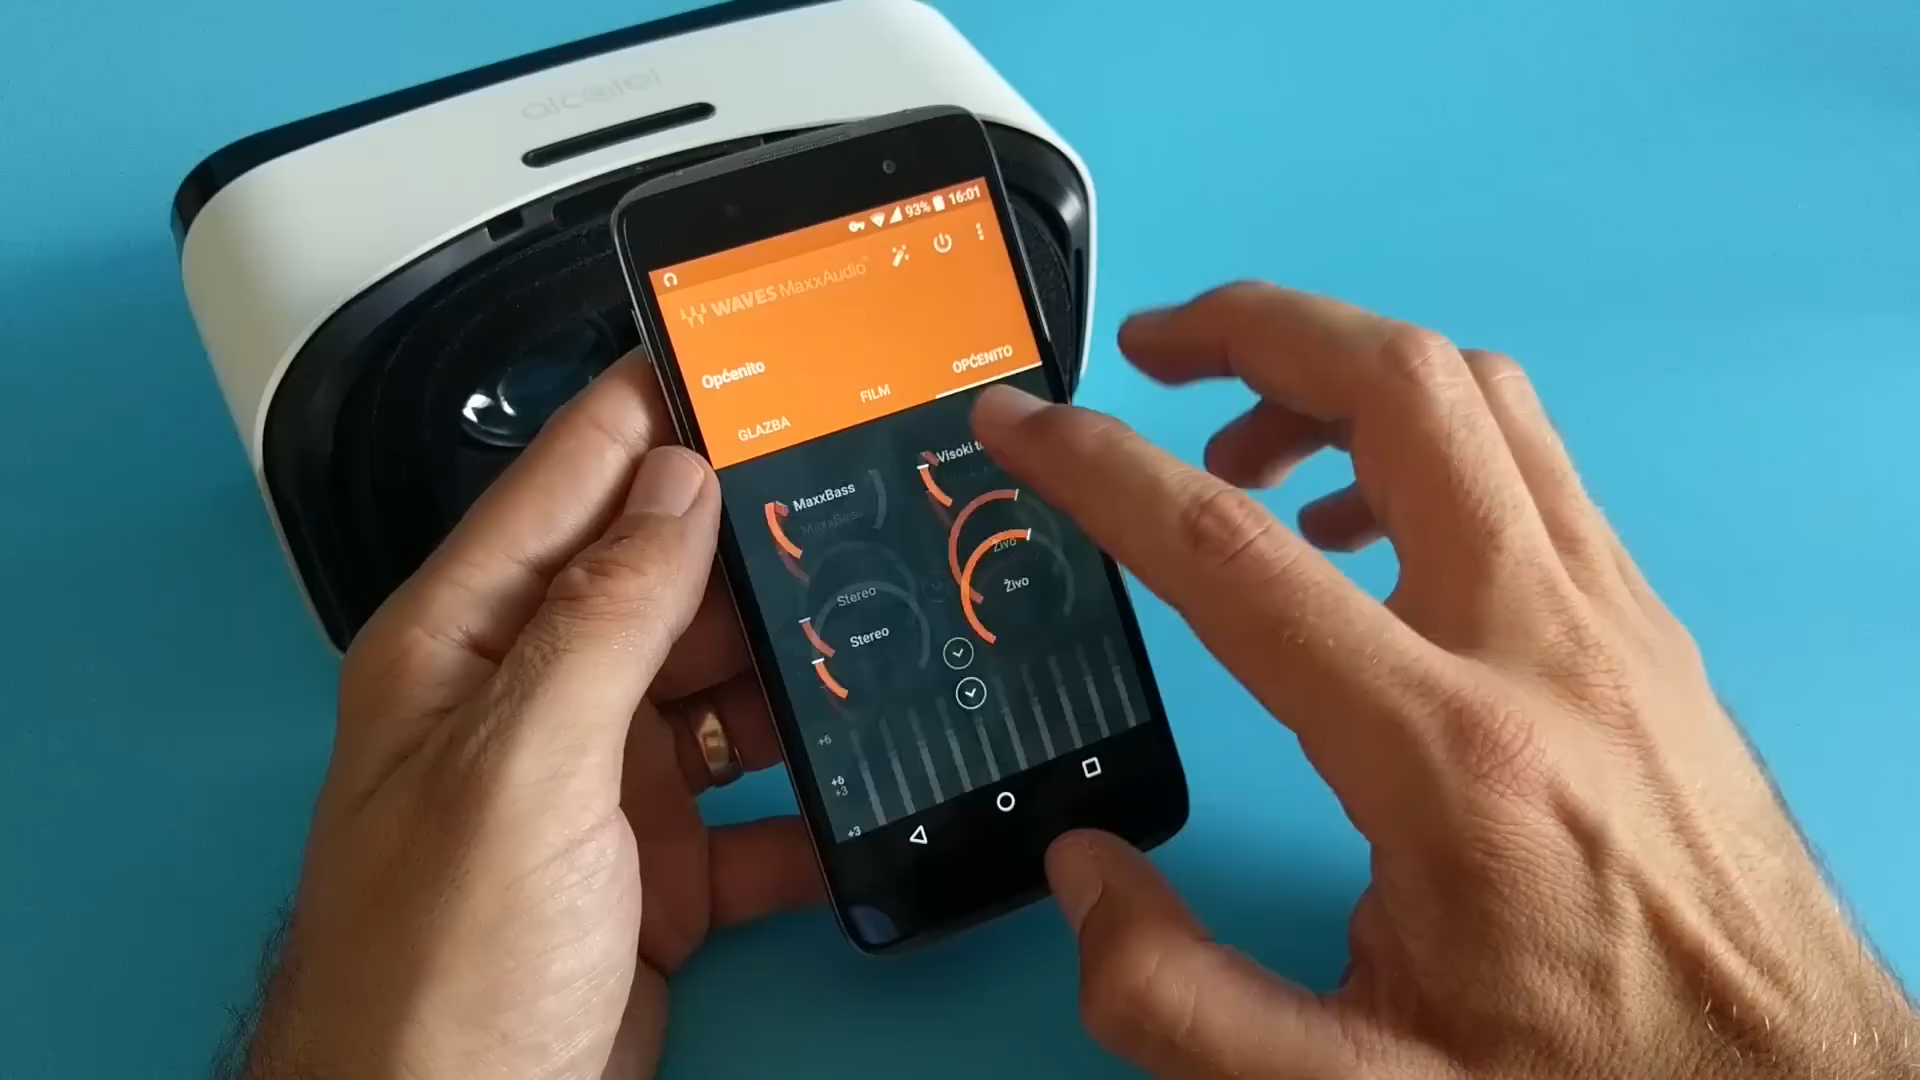 alcatel
93% 16:01
WAVES MaxxAudio
Općenito
GLAZBA
FILM
OPĆENITO
MaxxBass
Visoki
MaxxBass
Živo
Stereo
Živo
Stereo
+6
+6
+3
+3